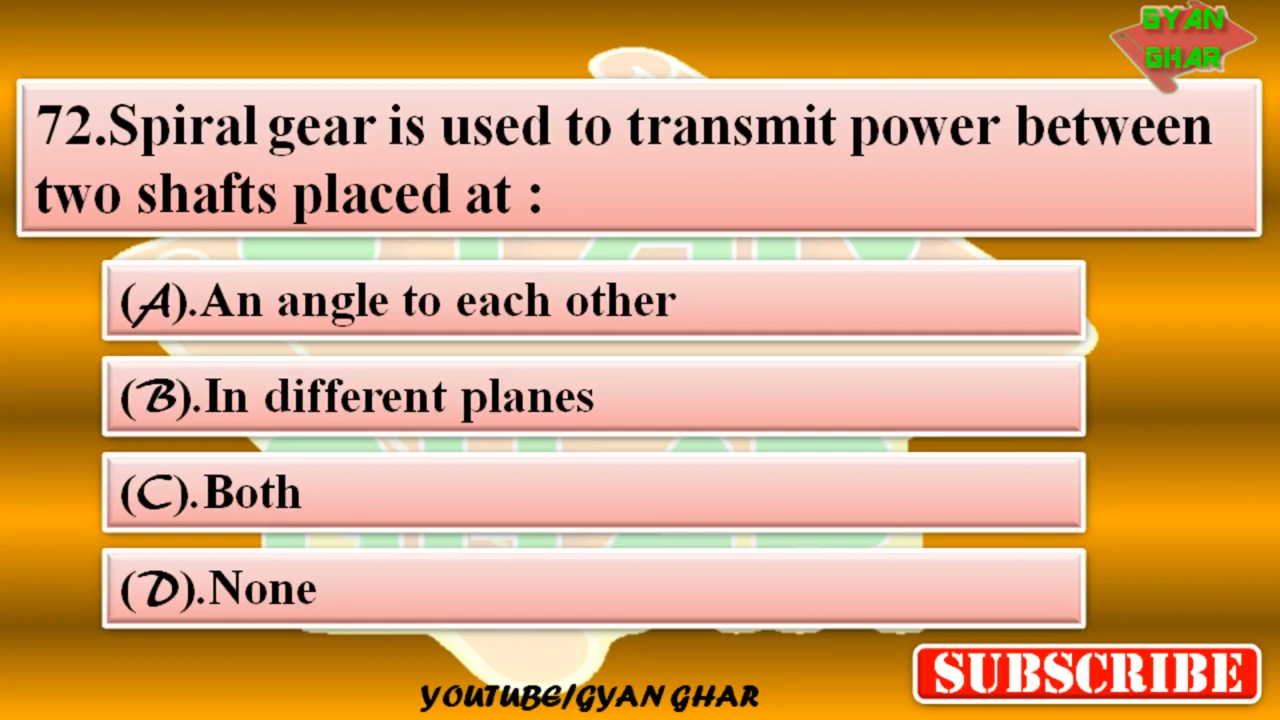 GYAN
GHAR
72.Spiral gear is used to transmit power between
two shafts placed at :
(A).An angle to each other
(B).In different planes
(C).Both
(D).None
SUBSCRIBE
YOUTUBE/GYAN GHAR